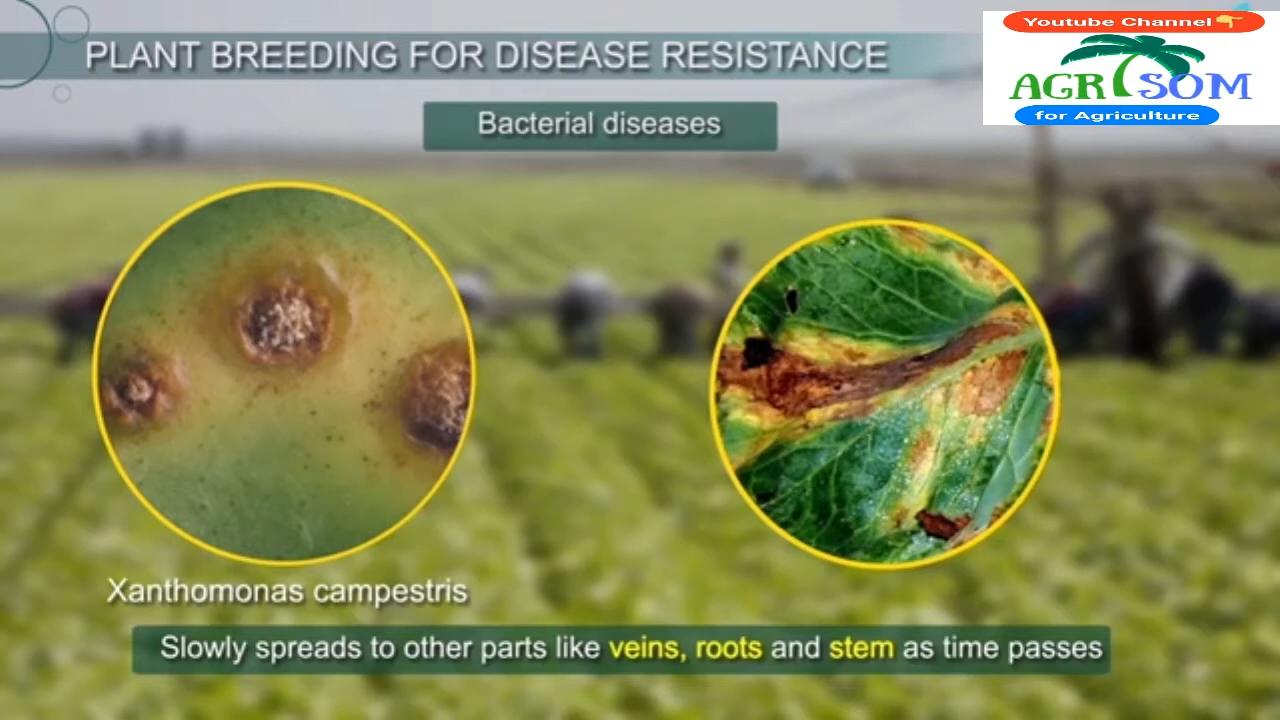 Youtube Channel
PLANT BREEDING FOR DISEASE RESISTANCE
AGRISOM
for Agriculture
Bacterial diseases
Xanthomonas campestris
Slowly spreads to other parts like veins, roots and stem as time passes